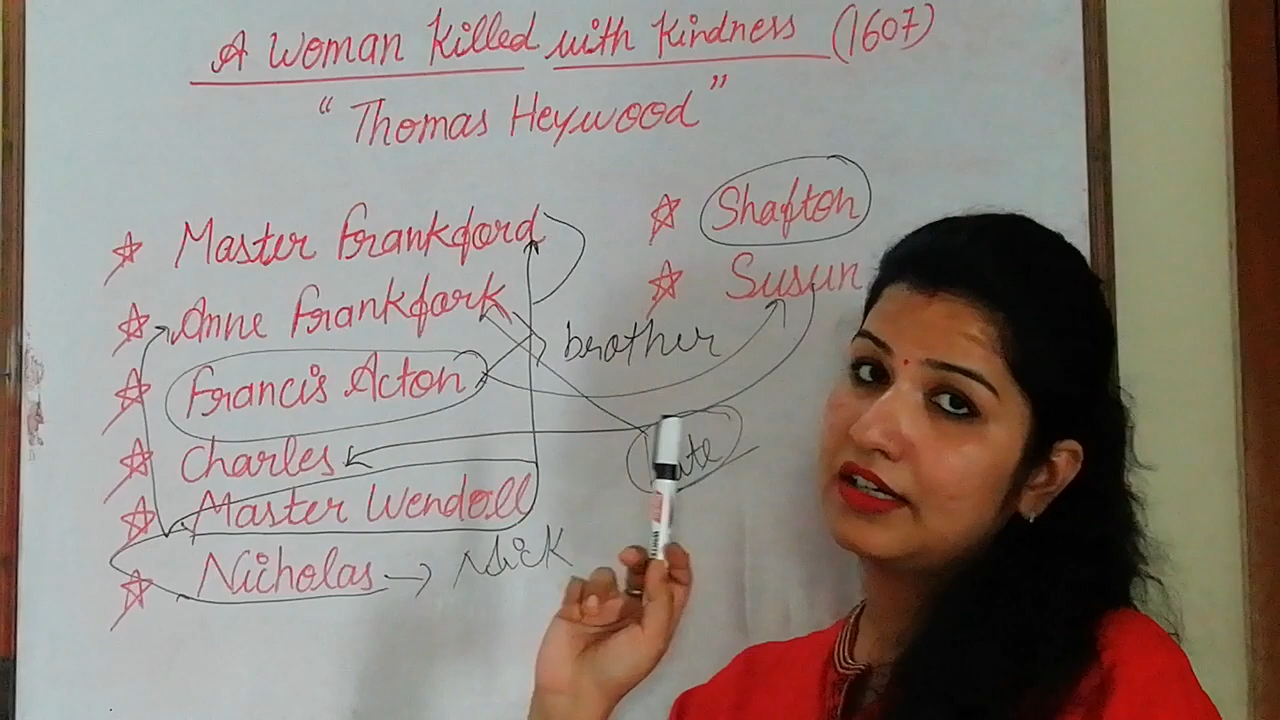 A Woman Killed with Kindness (1607)
"Thomas Heywood"
Master Frankford
Anne Frankfork
Francis Acton
Charles
Master Wendoll
Nicholas → Nick
brother
Shafton
Susun